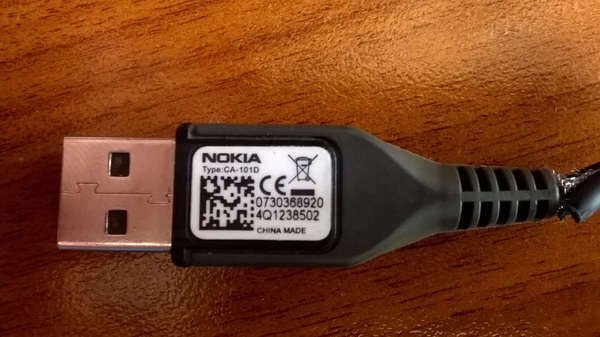 NOKIA
Type:CA-101D
CE
0730368920
4Q1238502
CHINA MADE